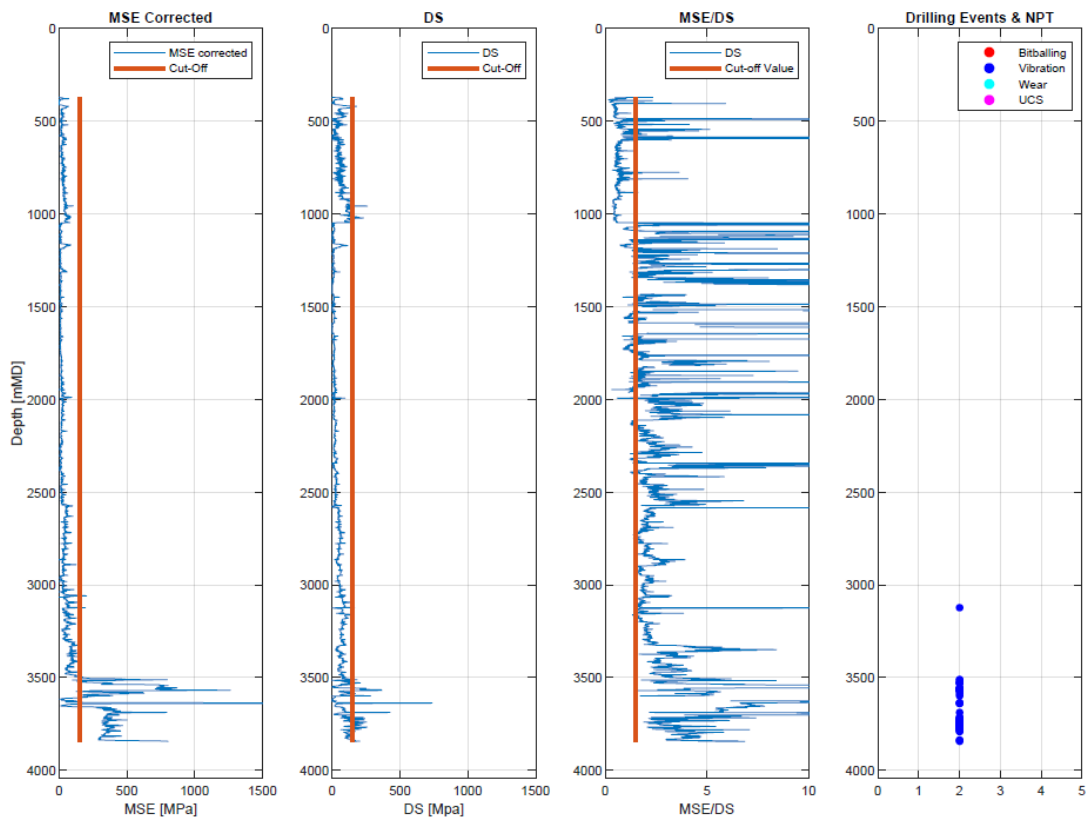 MSE Corrected
MSE corrected
Cut-Off
0
500
1000
1500
2000
2500
3000
3500
4000
Depth [mMD]
0 500 1000 1500
MSE [MPa]
DS
DS
Cut-Off
0
500
1000
1500
2000
2500
3000
3500
4000
0 500 1000 1500
DS [Mpa]
MSE/DS
DS
Cut-off Value
0
500
1000
1500
2000
2500
3000
3500
4000
0 5 10
MSE/DS
Drilling Events & NPT
Bitballing
Vibration
Wear
UCS
0
500
1000
1500
2000
2500
3000
3500
4000
0 1 2 3 4 5